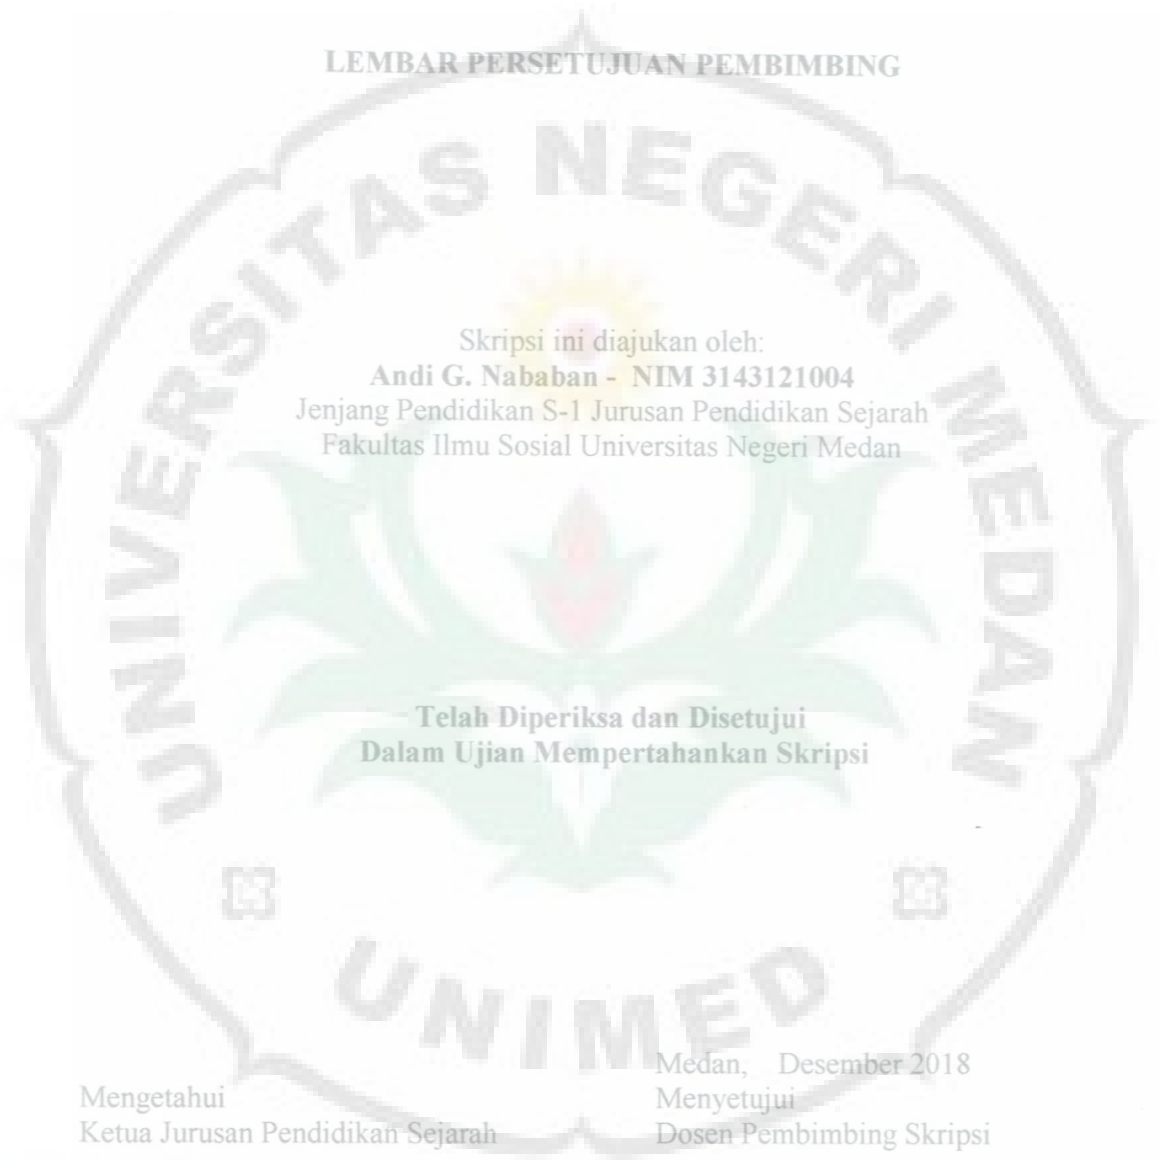 LEMBAR PERSETUJUAN PEMBIMBING
UNIVERSITAS NEGERI MEDAN
Skripsi ini diajukan oleh:
Andi G. Nababan - NIM 3143121004
Jenjang Pendidikan S-1 Jurusan Pendidikan Sejarah
Fakultas Ilmu Sosial Universitas Negeri Medan
Telah Diperiksa dan Disetujui
Dalam Ujian Mempertahankan Skripsi
UNIMED
Medan, Desember 2018
Mengetahui
Menyetujui
Ketua Jurusan Pendidikan Sejarah
Dosen Pembimbing Skripsi